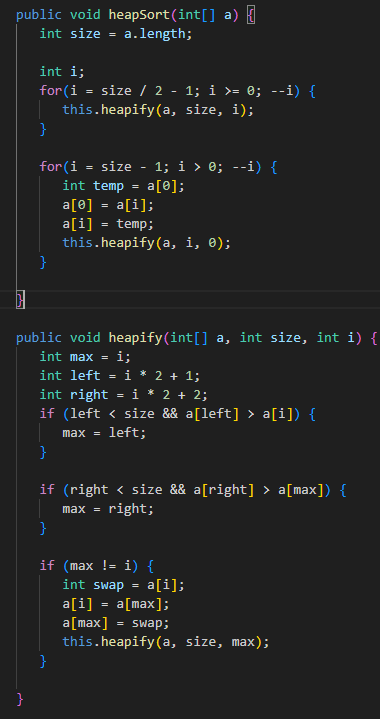 public void heapSort(int[] a) {
int size = a.length;
int i;
for(i = size / 2 - 1; i >= 0; --i) {
this.heapify(a, size, i);
}
for(i = size - 1; i > 0; --i) {
int temp = a[0];
a[0] = a[i];
a[i] = temp;
this.heapify(a, i, 0);
}
}
public void heapify(int[] a, int size, int i) {
int max = i;
int left = i * 2 + 1;
int right = i * 2 + 2;
if (left < size && a[left] > a[i]) {
max = left;
}
if (right < size && a[right] > a[max]) {
max = right;
}
if (max != i) {
int swap = a[i];
a[i] = a[max];
a[max] = swap;
this.heapify(a, size, max);
}
}